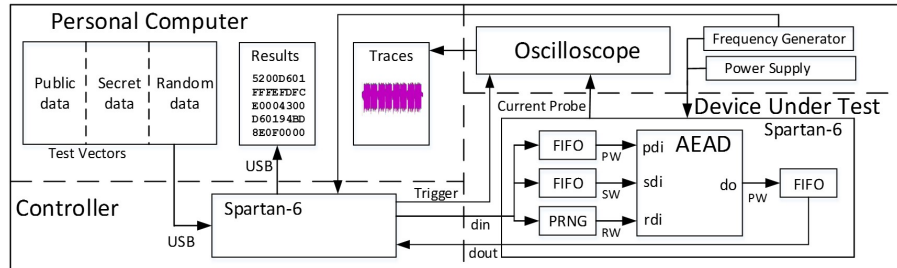 Personal Computer
Public data
Secret data
Random data
Test Vectors
Results
5200D601
FFFEFDFC
E0004300
D60194BD
8E0F0000
Traces
USB
USB
Oscilloscope
Frequency Generator
Power Supply
Current Probe
Trigger
Device Under Test
Spartan-6
FIFO
PW
FIFO
SW
PRNG
RW
AEAD
pdi
sdi
rdi
do
PW
FIFO
Controller
Spartan-6
din
dout